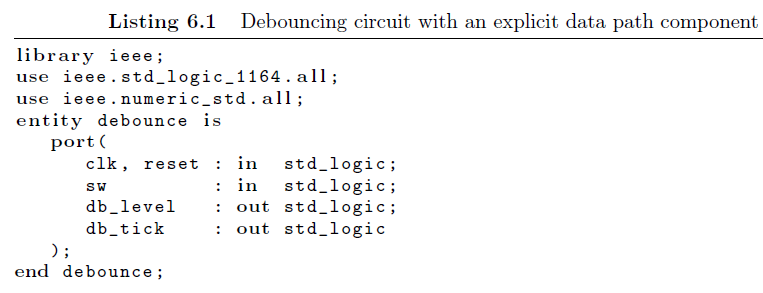 Listing 6.1 Debouncing circuit with an explicit data path component
library ieee;
use ieee.std_logic_1164.all;
use ieee.numeric_std.all;
entity debounce is
   port(
      clk, reset : in  std_logic;
      sw         : in  std_logic;
      db_level   : out std_logic;
      db_tick    : out std_logic
   );
end debounce;